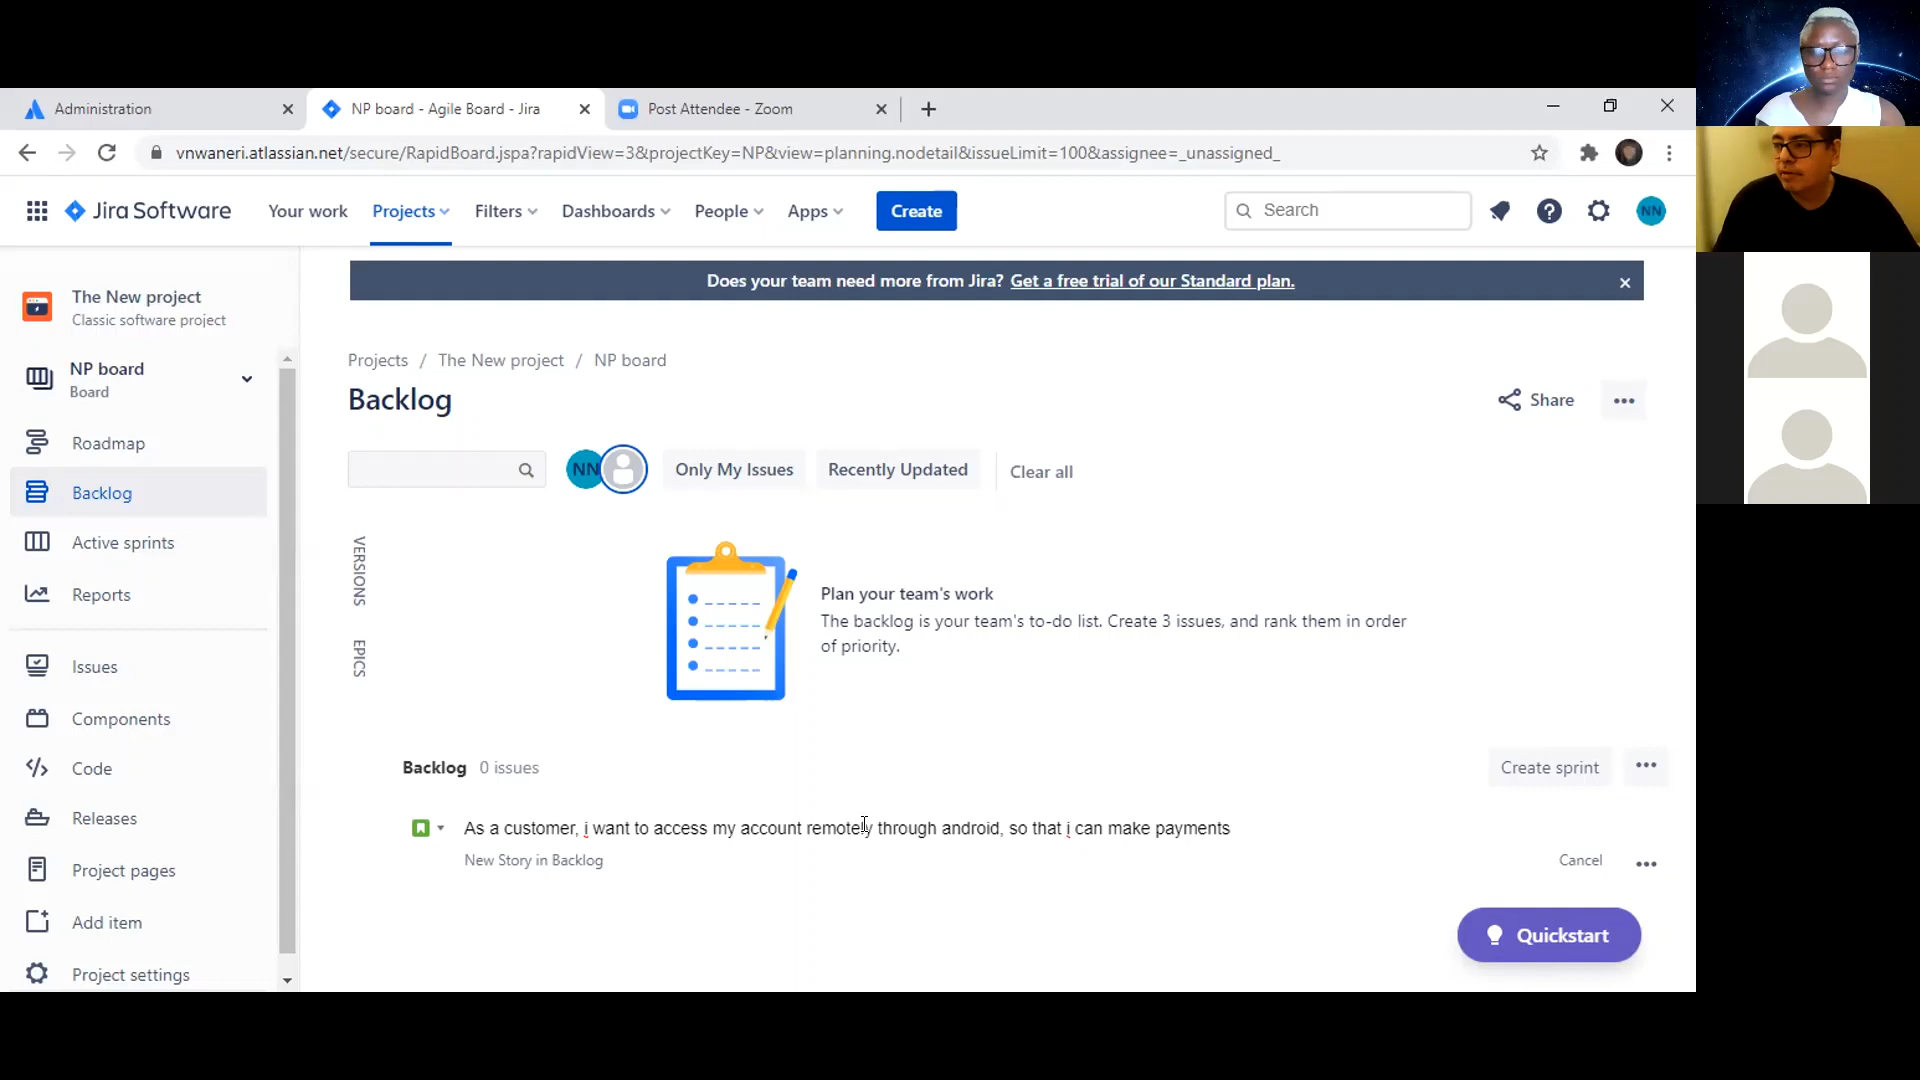 Administration
NP board - Agile Board - Jira
Post Attendee - Zoom
vnwaneri.atlassian.net/secure/RapidBoard.jspa?rapidView=3&projectKey=NP&view=planning.nodetail&issueLimit=100&assignee=_unassigned_
Jira Software
Your work
Projects
Filters
Dashboards
People
Apps
Create
Search
NN
The New project
Classic software project
NP board
Board
Roadmap
Backlog
Active sprints
Reports
Issues
Components
Code
Releases
Project pages
Add item
Project settings
Does your team need more from Jira? Get a free trial of our Standard plan.
Projects / The New project / NP board
Backlog
Share
NN
Only My Issues
Recently Updated
Clear all
VERSIONS
EPICS
Plan your team's work
The backlog is your team's to-do list. Create 3 issues, and rank them in order
of priority.
Backlog 0 issues
Create sprint
As a customer, i want to access my account remotely through android, so that i can make payments
New Story in Backlog
Cancel
Quickstart